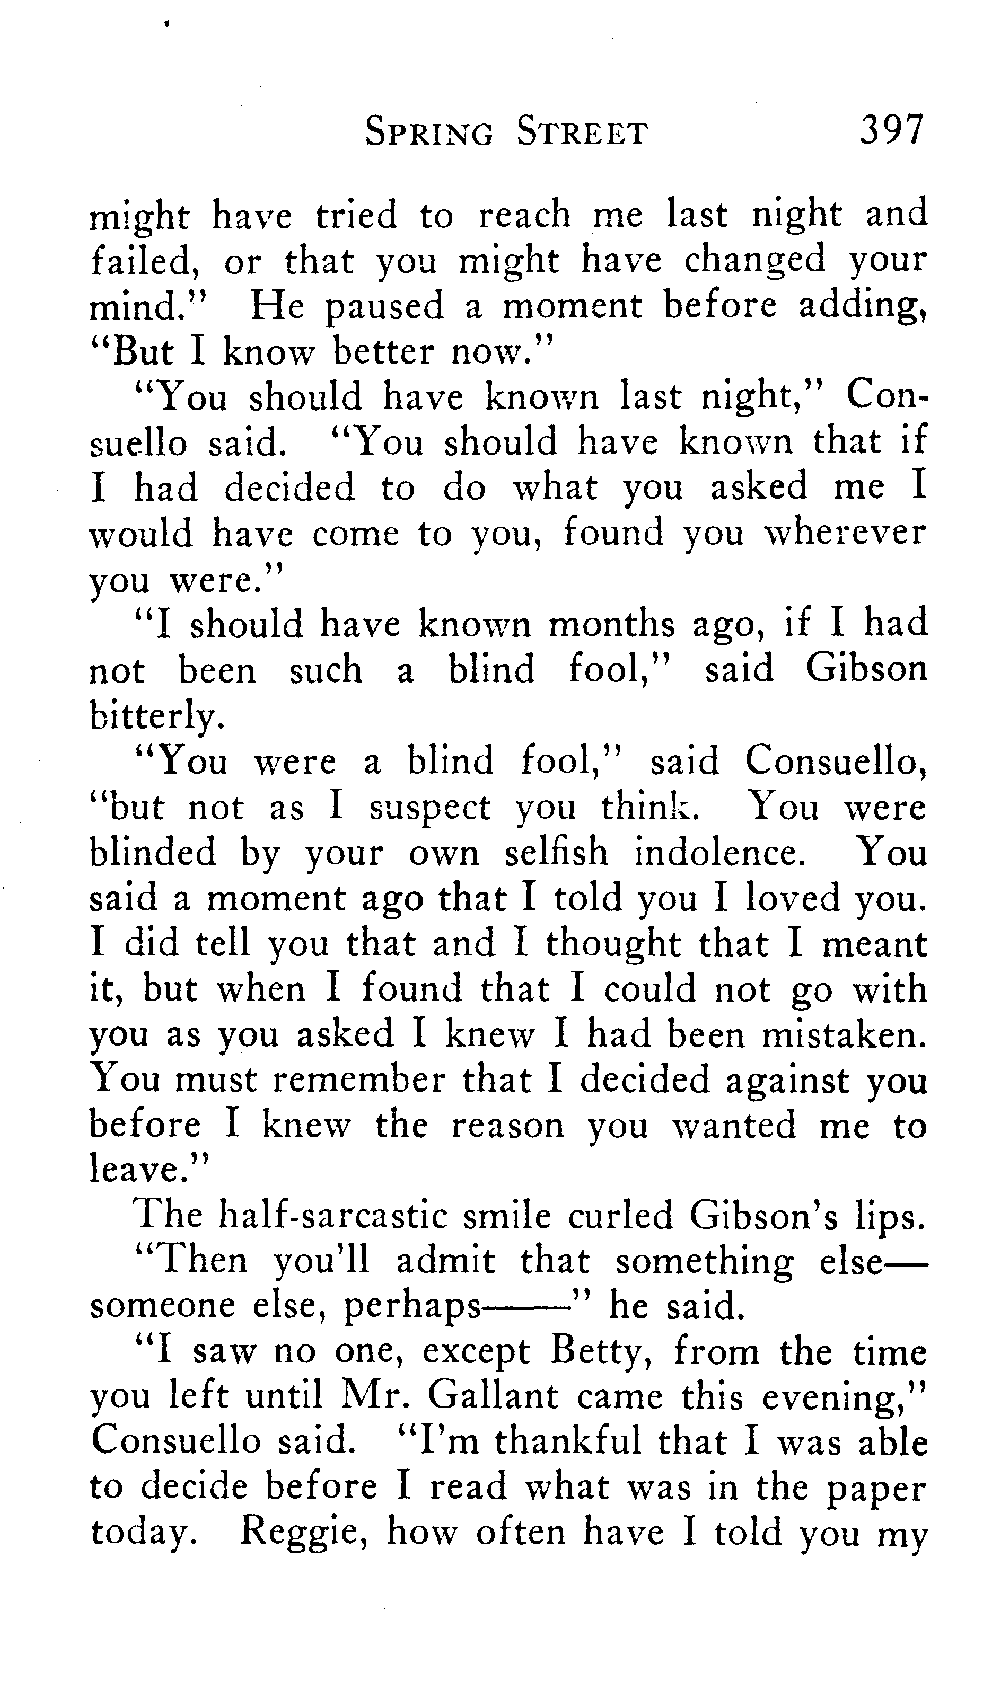 SPRING STREET 397
might have tried to reach me last night and
failed, or that you might have changed your
mind." He paused a moment before adding,
"But I know better now."
"You should have known last night," Con-
suello said. "You should have known that if
I had decided to do what you asked me I
would have come to you, found you wherever
you were."
"I should have known months ago, if I had
not been such a blind fool," said Gibson
bitterly.
"You were a blind fool," said Consuello,
"but not as I suspect you think. You were
blinded by your own selfish indolence. You
said a moment ago that I told you I loved you.
I did tell you that and I thought that I meant
it, but when I found that I could not go with
you as you asked I knew I had been mistaken.
You must remember that I decided against you
before I knew the reason you wanted me to
leave."
The half-sarcastic smile curled Gibson's lips.
"Then you'll admit that something else—
someone else, perhaps——" he said.
"I saw no one, except Betty, from the time
you left until Mr. Gallant came this evening,"
Consuello said. "I'm thankful that I was able
to decide before I read what was in the paper
today. Reggie, how often have I told you my